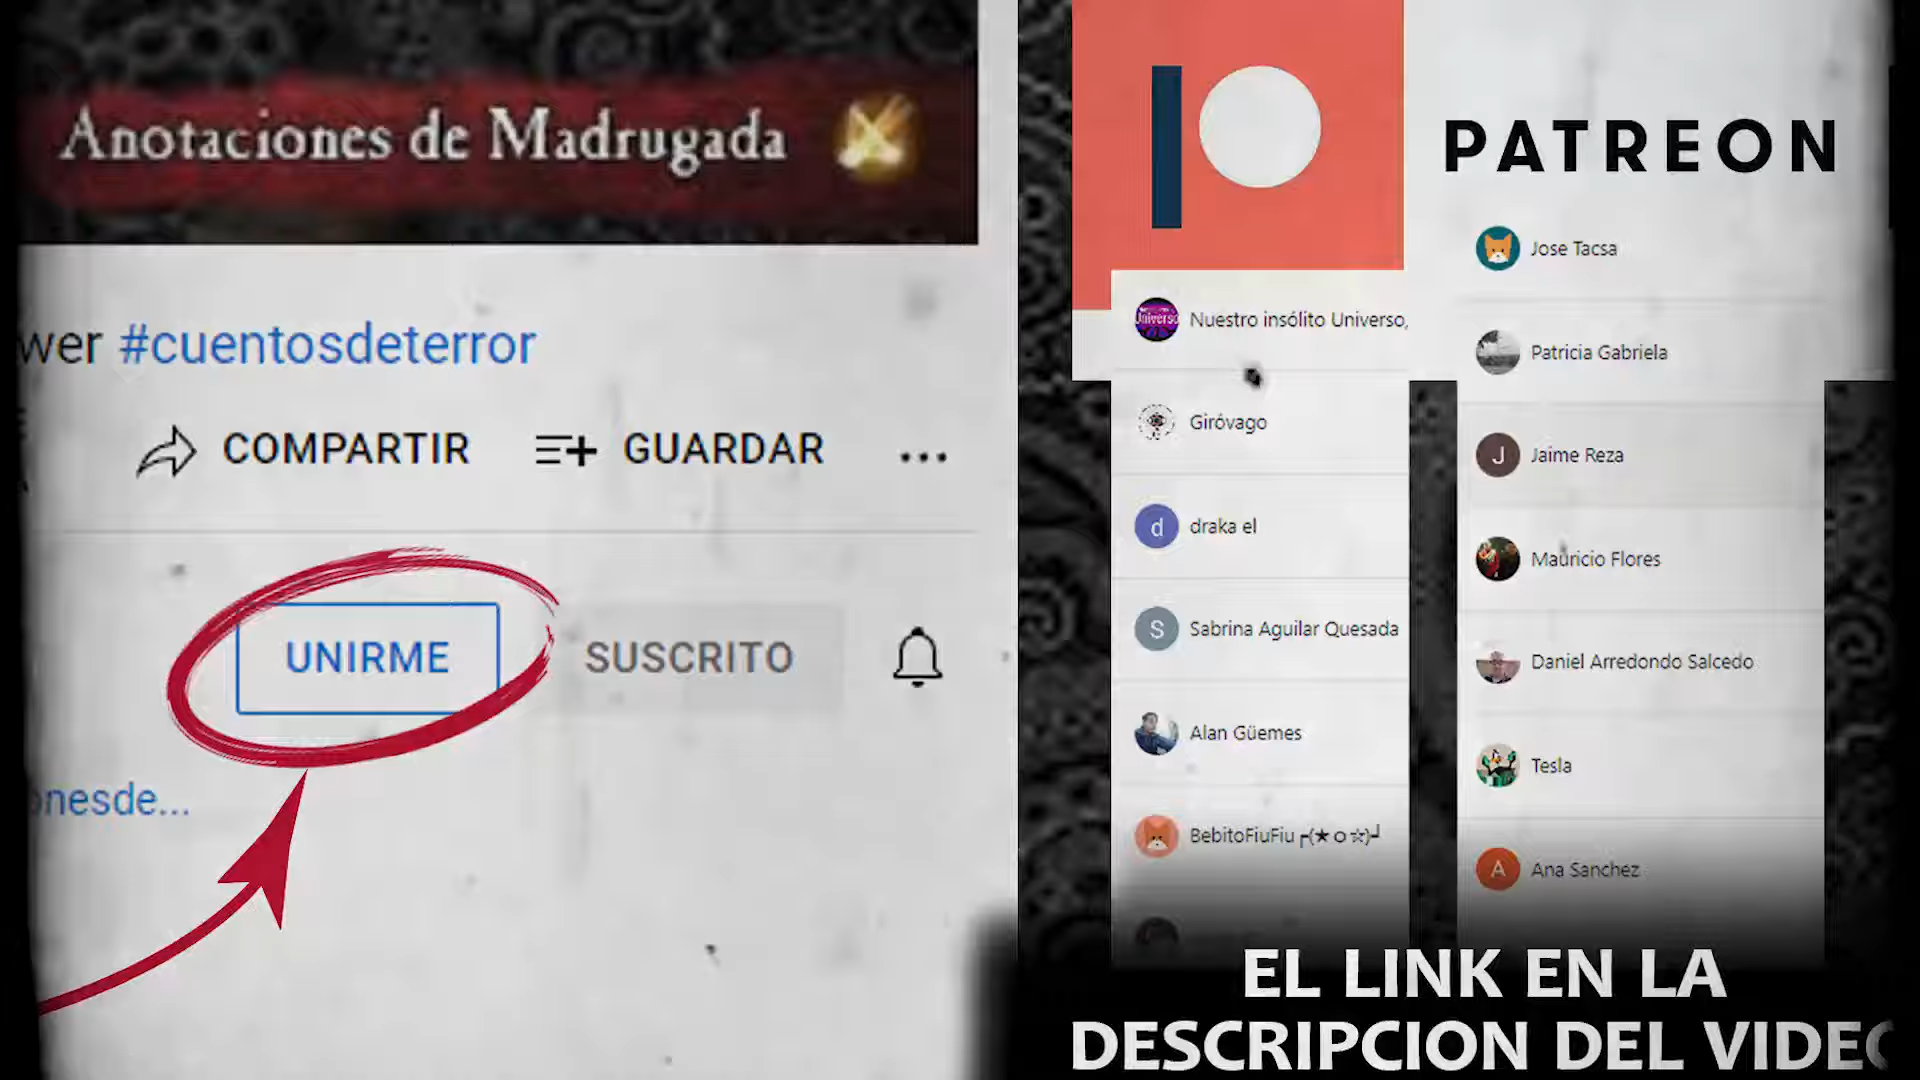 Anotaciones de Madrugada
wer #cuentosdeterror
COMPARTIR GUARDAR ...
UNIRME SUSCRITO
onesde...
PATREON
Nuestro insólito Universo,
Giróvago
d draka el
S Sabrina Aguilar Quesada
Alan Güemes
BebitoFiuFiu ┌(★o☆)┘
Jose Tacsa
Patricia Gabriela
J Jaime Reza
Mauricio Flores
Daniel Arredondo Salcedo
Tesla
A Ana Sanchez
EL LINK EN LA
DESCRIPCION DEL VIDEO